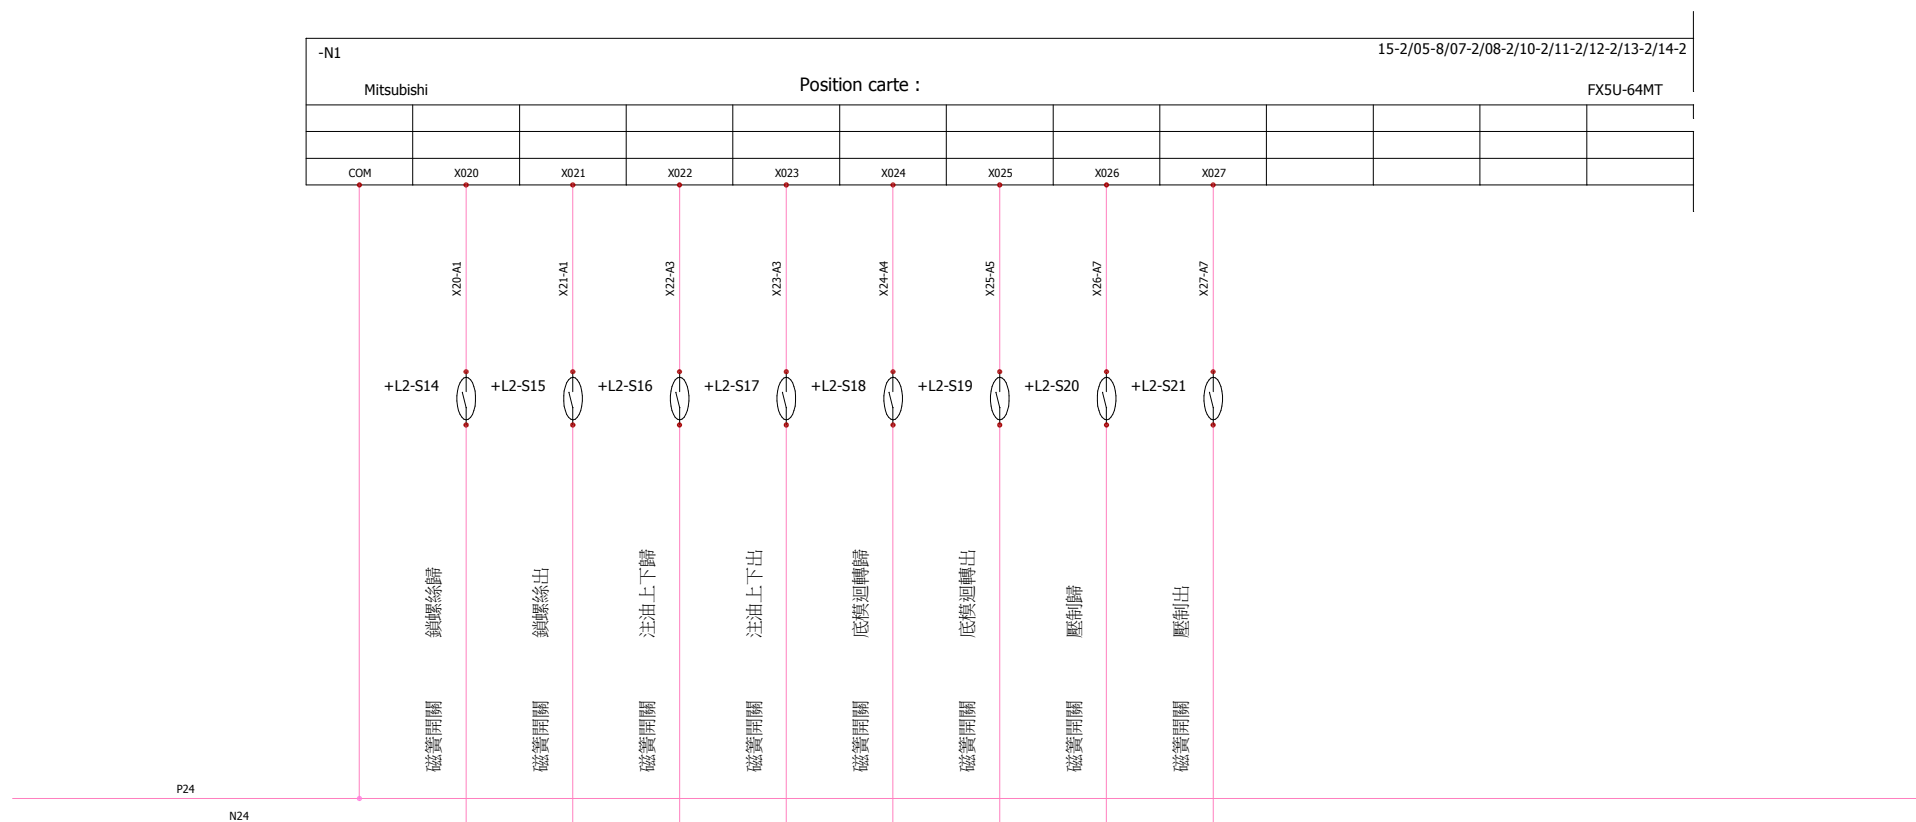 -N1
15-2/05-8/07-2/08-2/10-2/11-2/12-2/13-2/14-2
Mitsubishi
Position carte :
FX5U-64MT
COM X020 X021 X022 X023 X024 X025 X026 X027
X20-A1
X21-A1
X22-A3
X23-A3
X24-A4
X25-A5
X26-A7
X27-A7
+L2-S14 +L2-S15 +L2-S16 +L2-S17 +L2-S18 +L2-S19 +L2-S20 +L2-S21
磁簧開關 鎖螺絲歸
磁簧開關 鎖螺絲出
磁簧開關 注油上下歸
磁簧開關 注油上下出
磁簧開關 底模迴轉歸
磁簧開關 底模迴轉出
磁簧開關 壓制歸
磁簧開關 壓制出
P24
N24